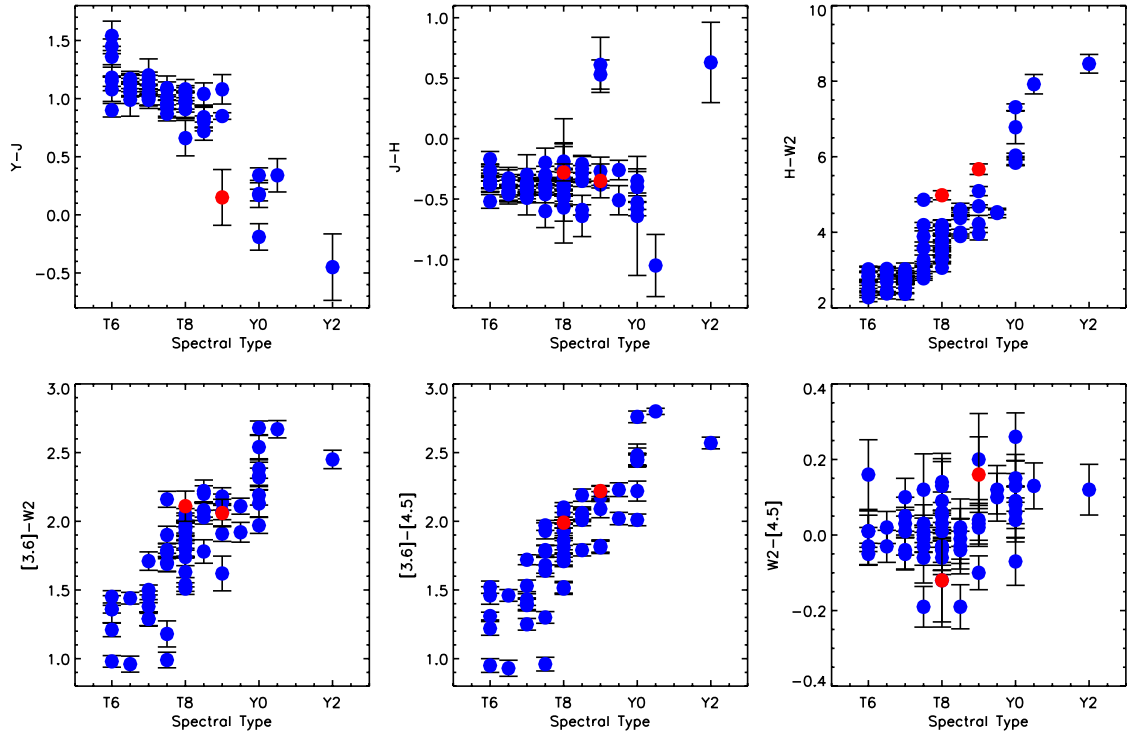 Y-J
1.5
1.0
0.5
0.0
-0.5
T6 T8 Y0 Y2
Spectral Type
J-H
1.0
0.5
0.0
-0.5
-1.0
T6 T8 Y0 Y2
Spectral Type
H-W2
10
8
6
4
2
T6 T8 Y0 Y2
Spectral Type
[3.6]-W2
3.0
2.5
2.0
1.5
1.0
T6 T8 Y0 Y2
Spectral Type
[3.6]-[4.5]
3.0
2.5
2.0
1.5
1.0
T6 T8 Y0 Y2
Spectral Type
W2-[4.5]
0.4
0.2
0.0
-0.2
-0.4
T6 T8 Y0 Y2
Spectral Type